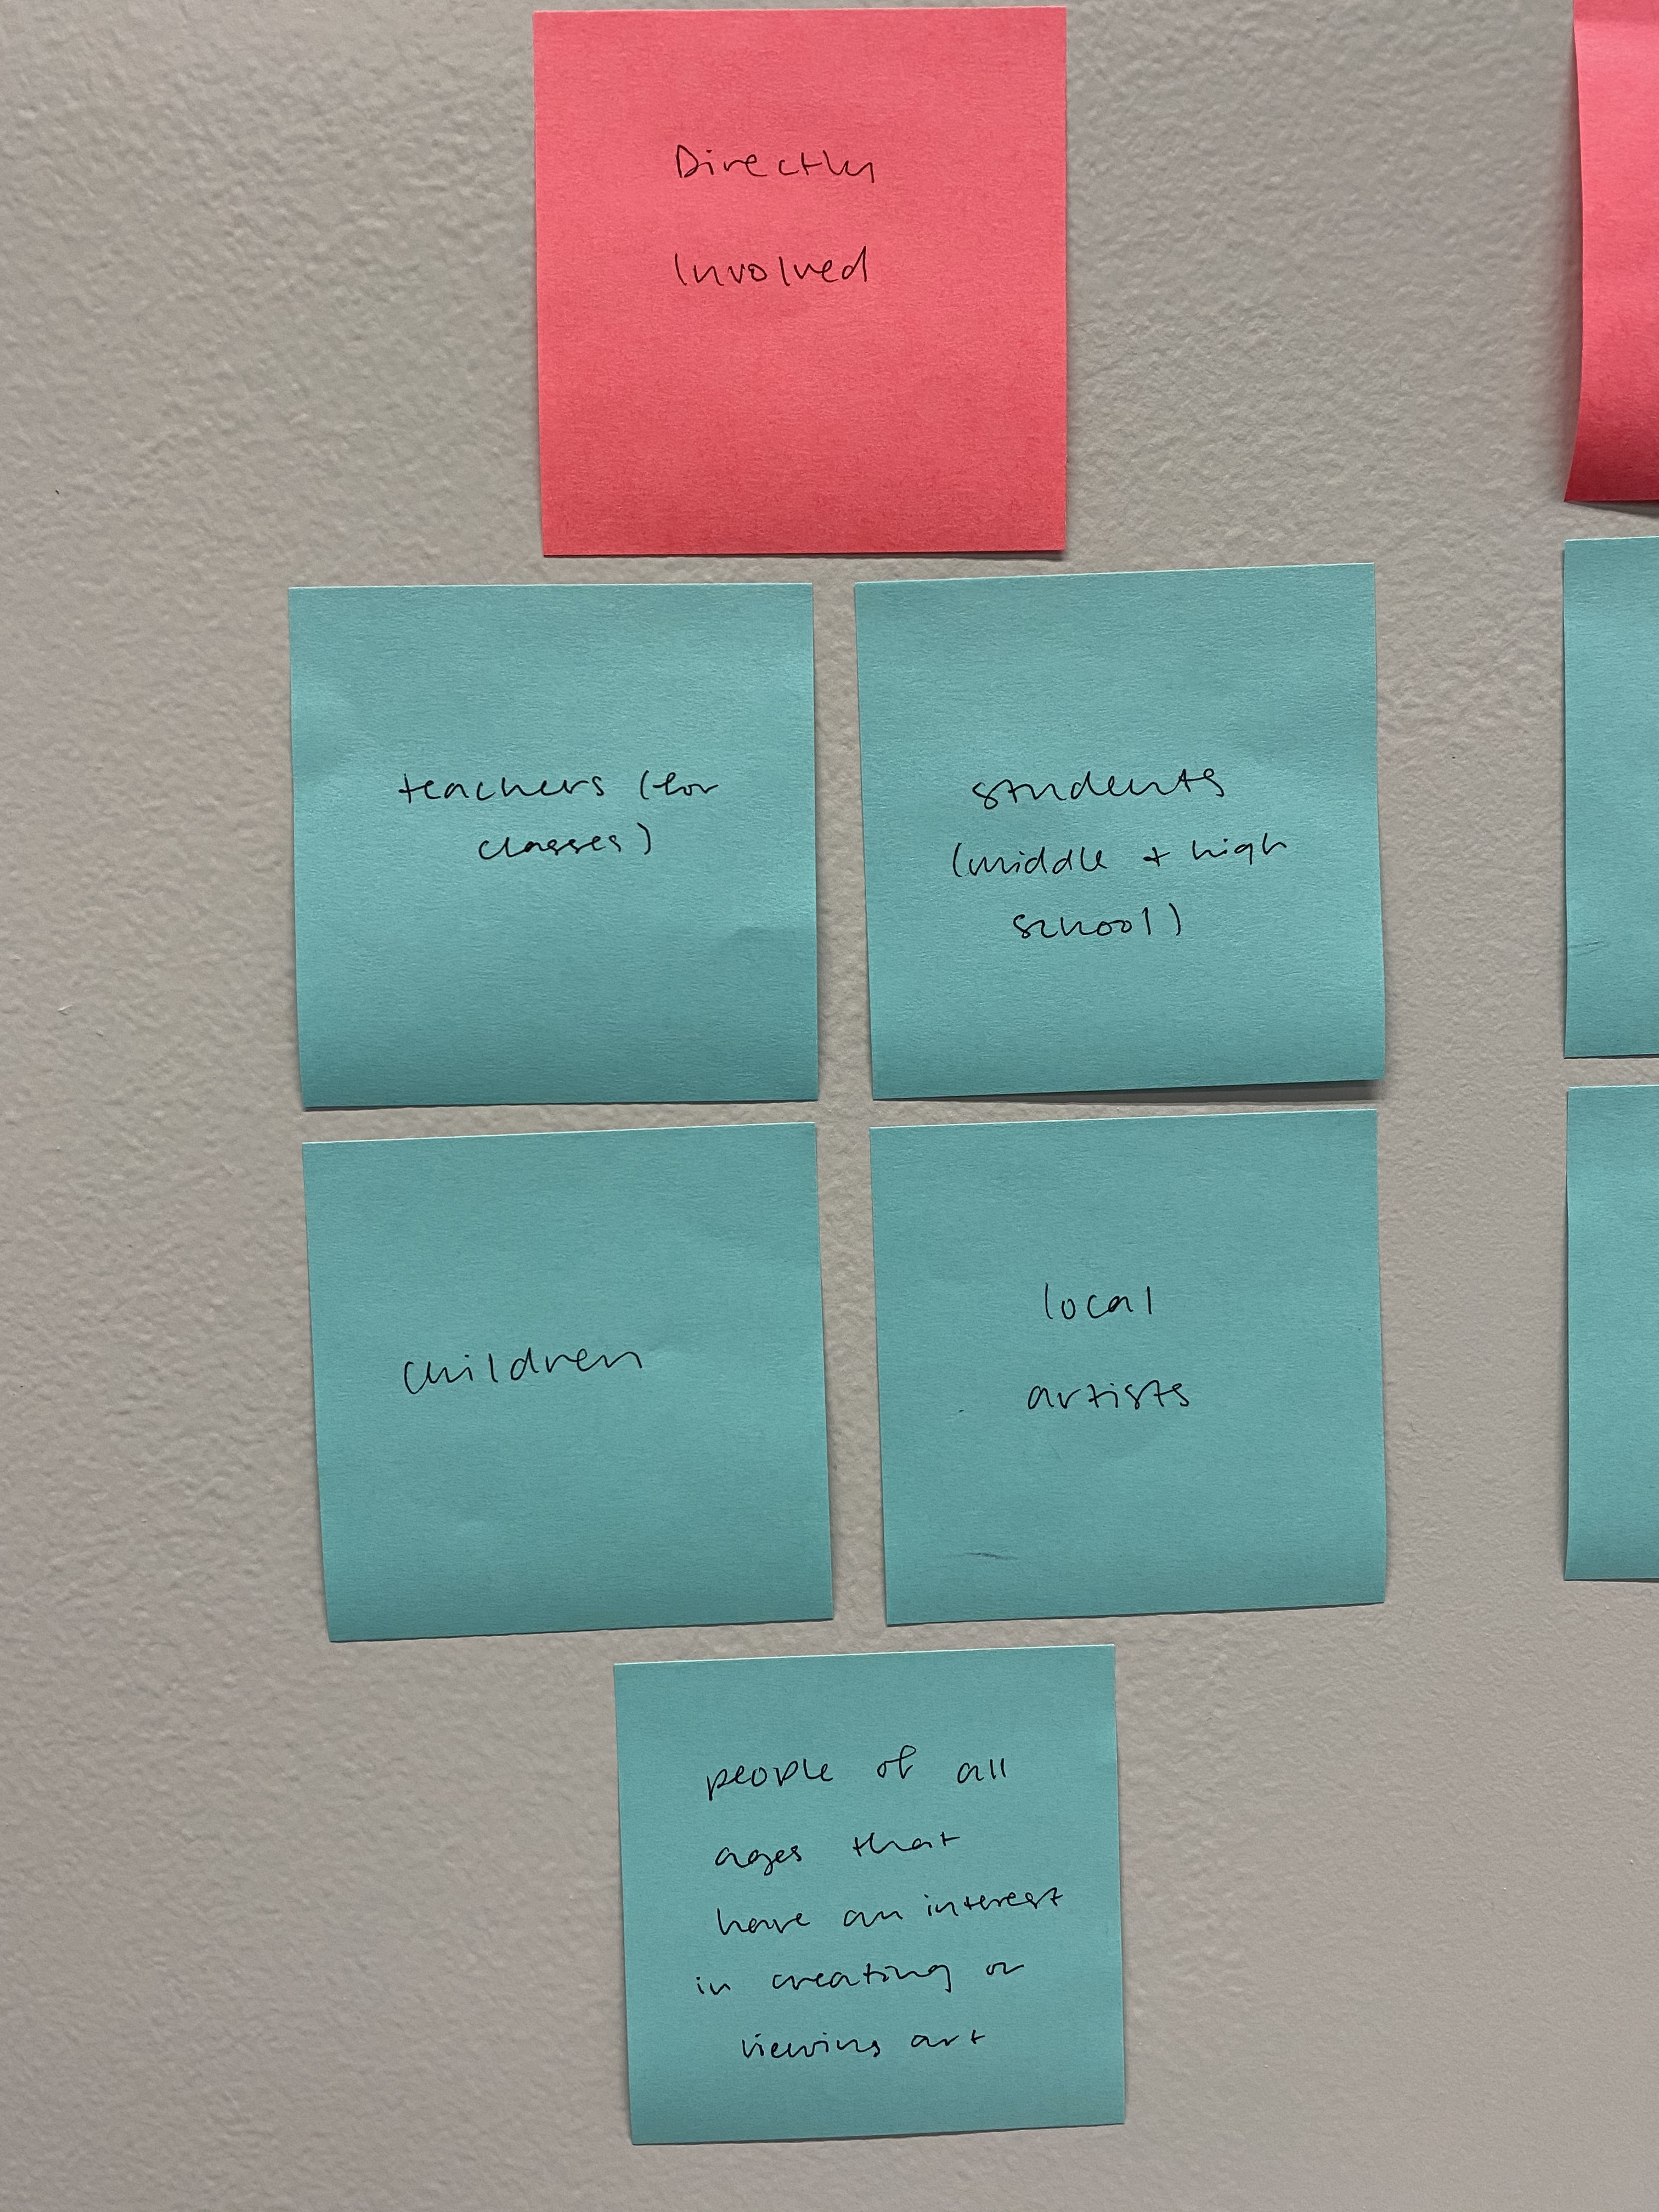 Directly
Involved
teachers (for
classes)
students
(middle + high
school)
children
local
artists
people of all
ages that
have an interest
in creating or
viewing art